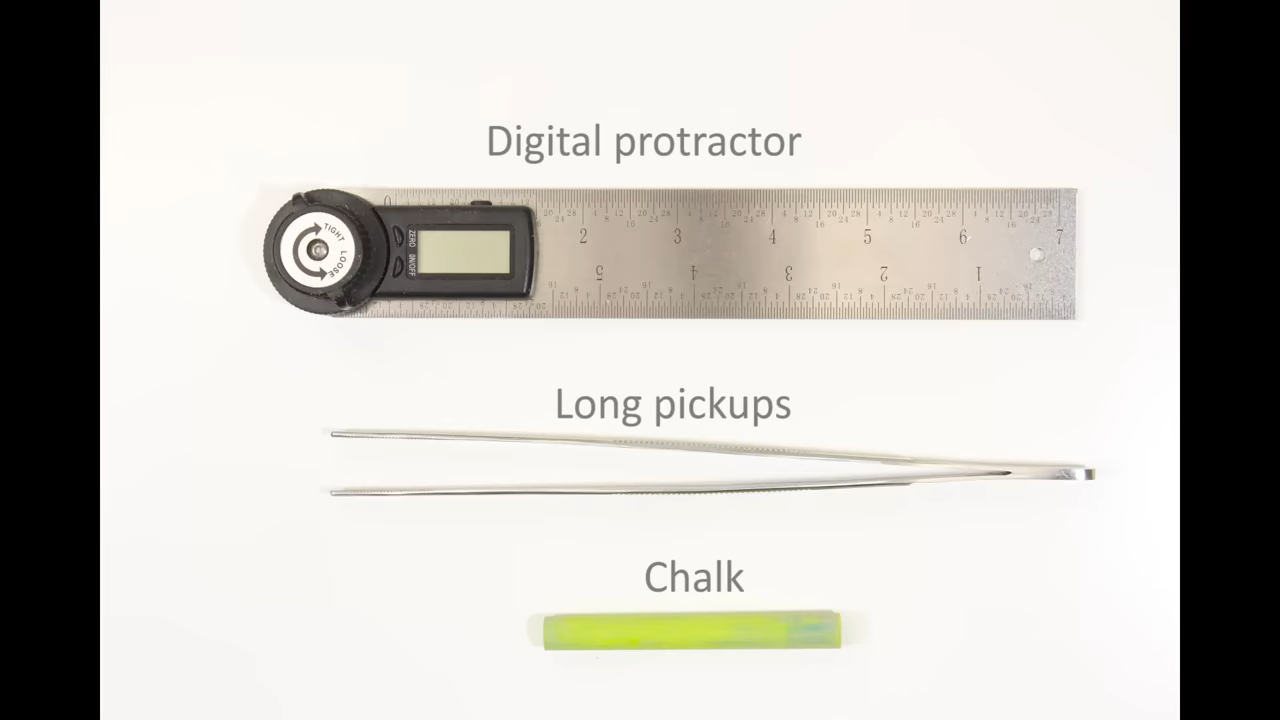 Digital protractor
0
2 3 4 5 6 7
TIGHT
LOOSE
ZERO ON/OFF
5 4 3 2 1
Long pickups
Chalk